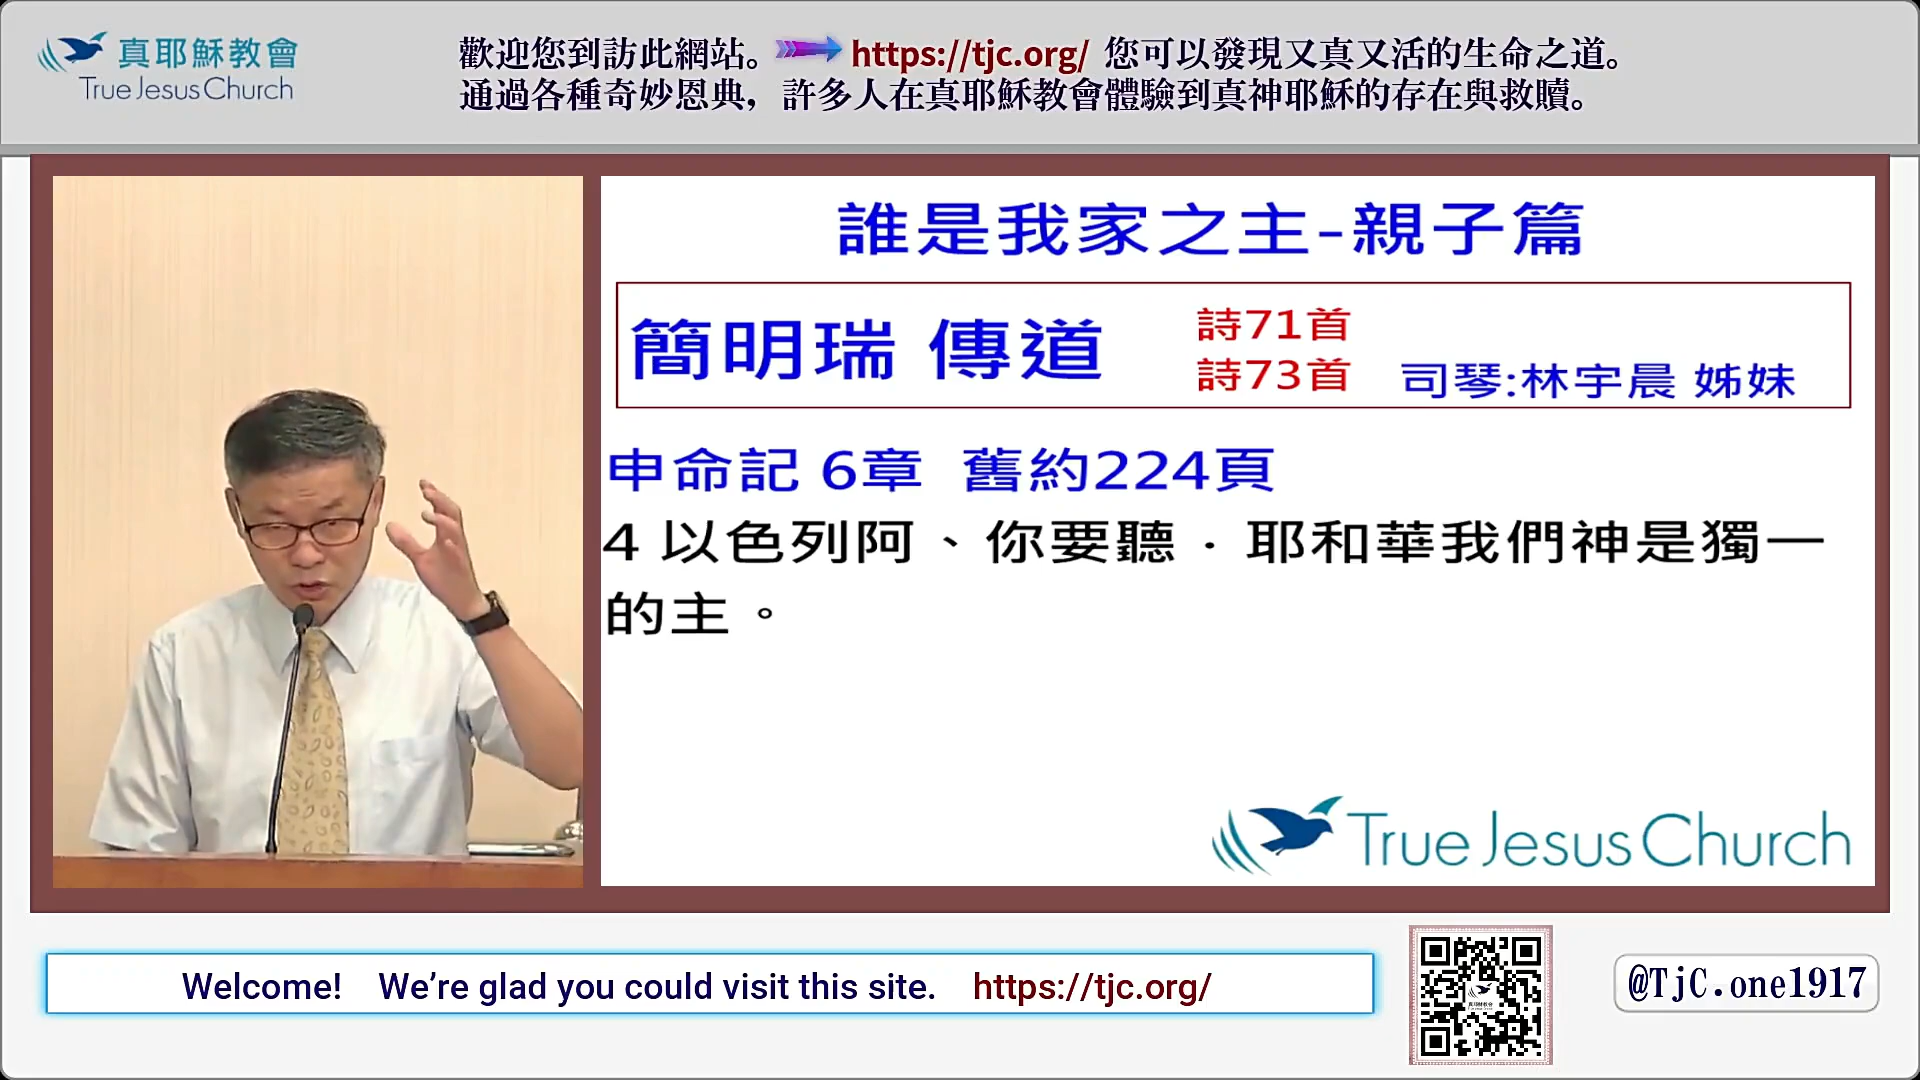 真耶穌教會
True Jesus Church
歡迎您到訪此網站。 https://tjc.org/ 您可以發現又真又活的生命之道。
通過各種奇妙恩典，許多人在真耶穌教會體驗到真神耶穌的存在與救贖。
誰是我家之主-親子篇
簡明瑞 傳道
詩71首
詩73首
司琴:林宇晨 姊妹
申命記 6章 舊約224頁
4 以色列阿、你要聽．耶和華我們神是獨一
的主。
True Jesus Church
Welcome! We’re glad you could visit this site. https://tjc.org/
@TjC.one1917